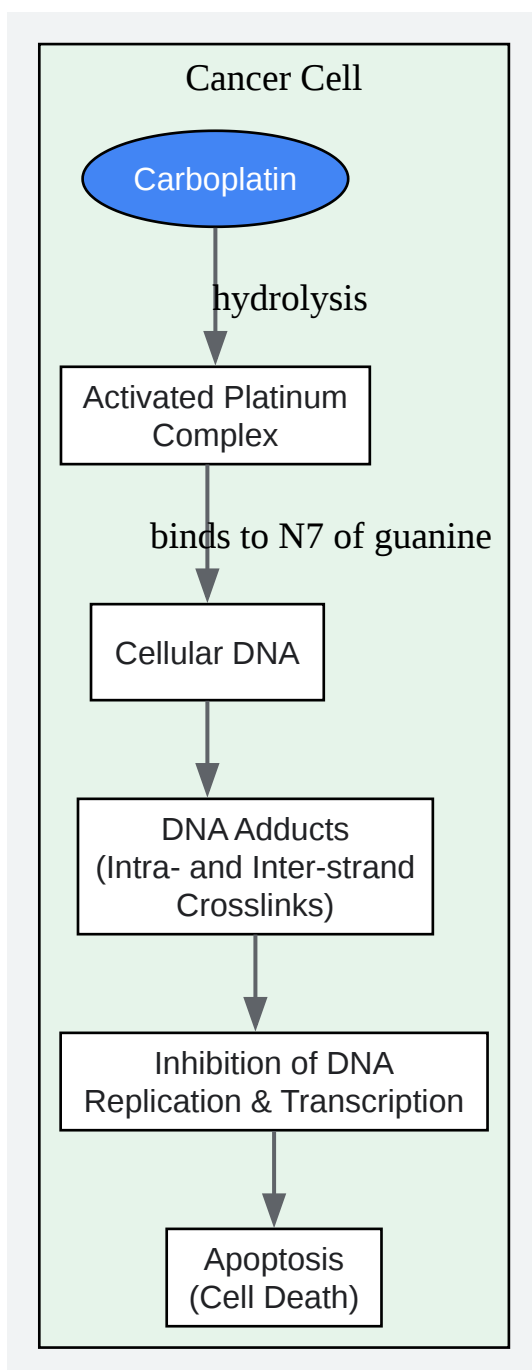 Cancer Cell
Carboplatin
hydrolysis
Activated Platinum
Complex
binds to N7 of guanine
Cellular DNA
DNA Adducts
(Intra- and Inter-strand
Crosslinks)
Inhibition of DNA
Replication & Transcription
Apoptosis
(Cell Death)